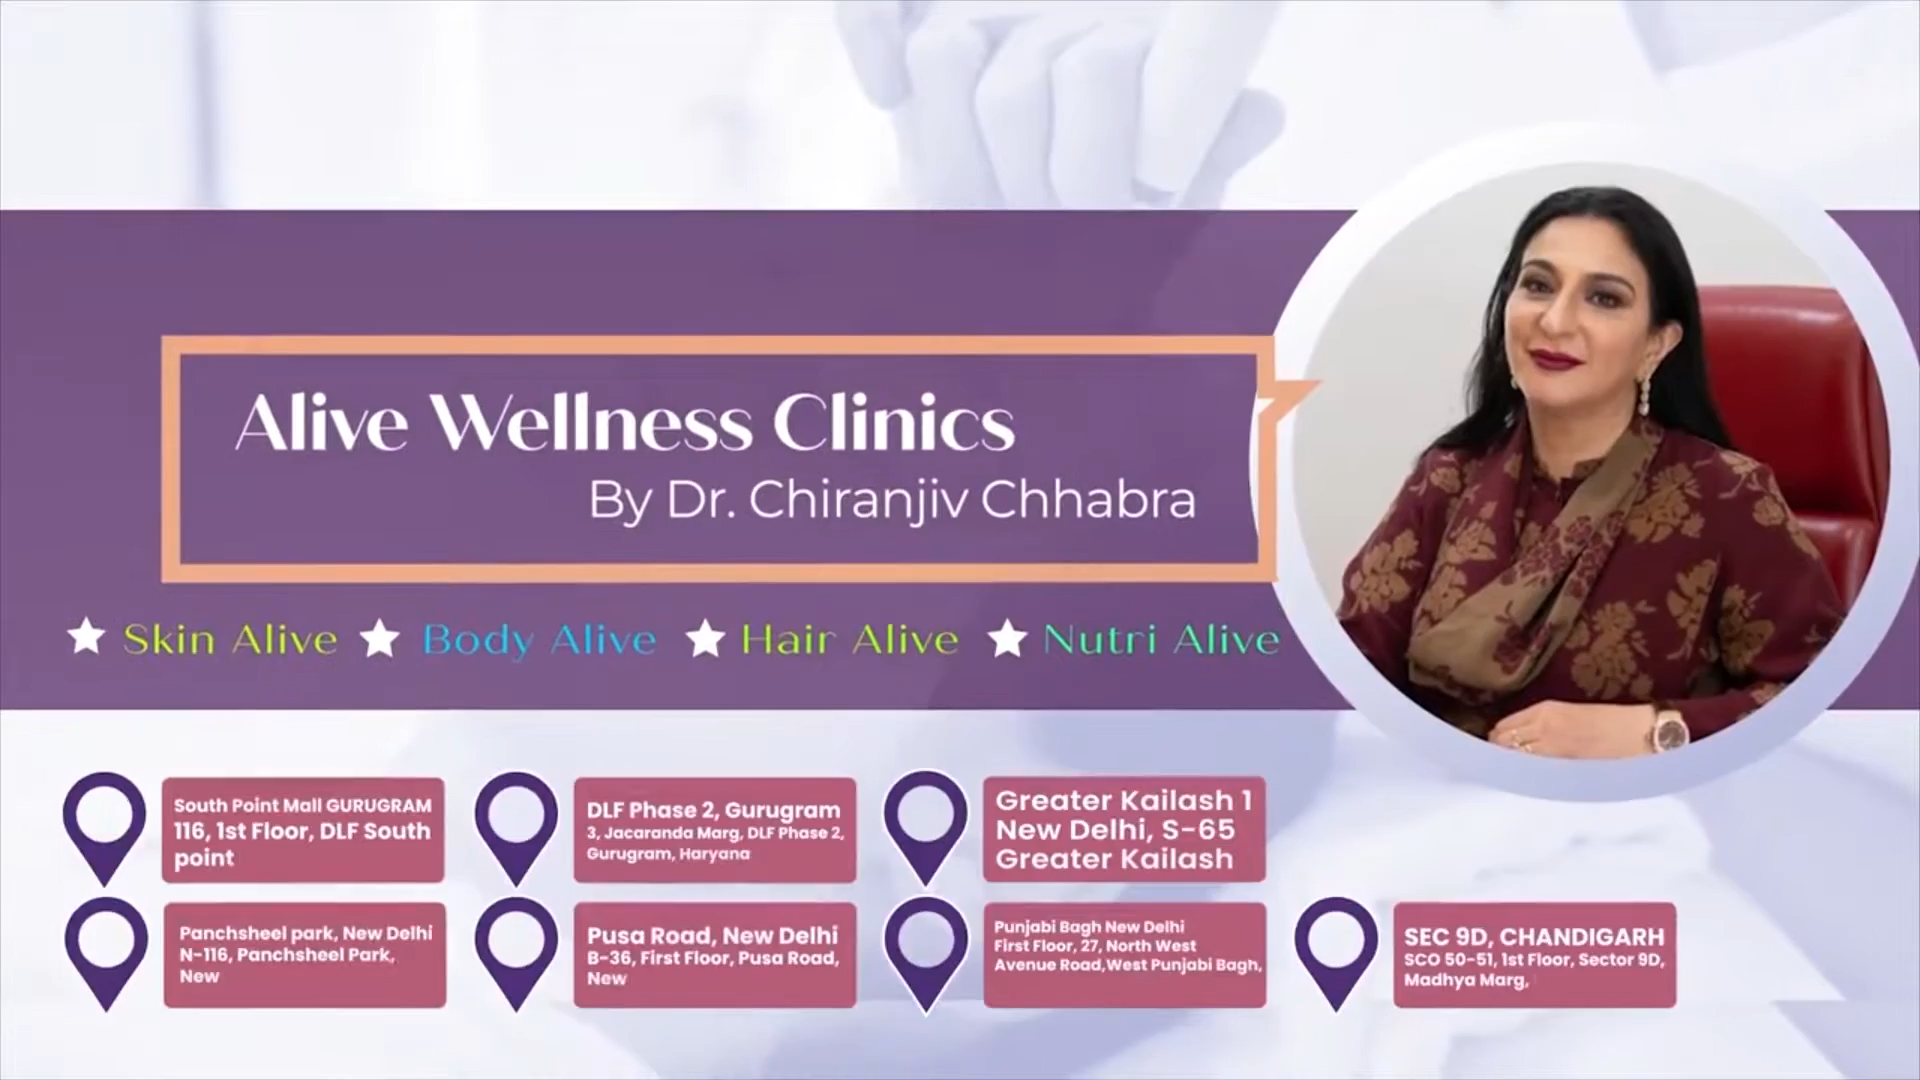 Alive Wellness Clinics
By Dr. Chiranjiv Chhabra
Skin Alive Body Alive Hair Alive Nutri Alive
South Point Mall GURUGRAM
116, 1st Floor, DLF South
point
DLF Phase 2, Gurugram
3, Jacaranda Marg, DLF Phase 2,
Gurugram, Haryana
Greater Kailash 1
New Delhi, S-65
Greater Kailash
Panchsheel park, New Delhi
N-116, Panchsheel Park,
New
Pusa Road, New Delhi
B-36, First Floor, Pusa Road,
New
Punjabi Bagh New Delhi
First Floor, 27, North West
Avenue Road,West Punjabi Bagh,
SEC 9D, CHANDIGARH
SCO 50-51, 1st Floor, Sector 9D,
Madhya Marg,